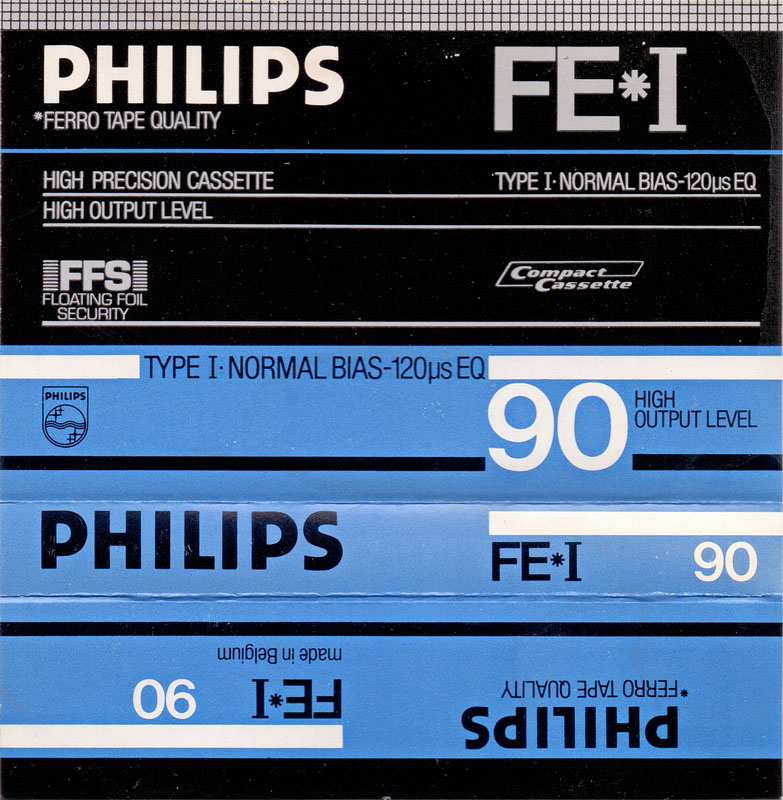 PHILIPS
FE*I
*FERRO TAPE QUALITY
HIGH PRECISION CASSETTE
TYPE I·NORMAL BIAS-120µs EQ
HIGH OUTPUT LEVEL
FFS
FLOATING FOIL
SECURITY
Compact
Cassette
TYPE I·NORMAL BIAS-120µs EQ
PHILIPS
90
HIGH
OUTPUT LEVEL
PHILIPS
FE*I
90
PHILIPS
*FERRO TAPE QUALITY
FE*I
90
made in Belgium